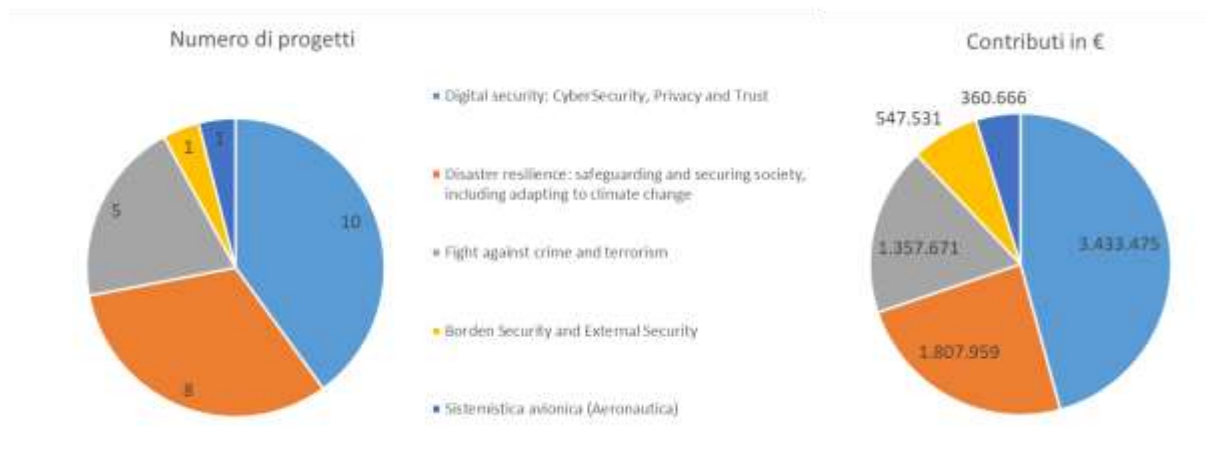 Numero di progetti
1
1
5
10
8
Digital security: CyberSecurity, Privacy and Trust
Disaster resilience: safeguarding and securing society,
including adapting to climate change
Fight against crime and terrorism
Borden Security and External Security
Sistemistica avionica (Aeronautica)
Contributi in €
360.666
547.531
1.357.671
3.433.475
1.807.959